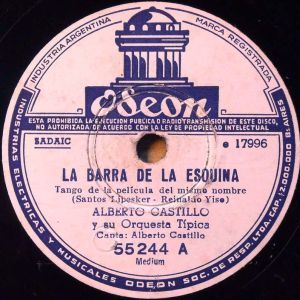 INDUSTRIA ARGENTINA
MARCA REGISTRADA
Odeon
ESTA PROHIBIDA LA EJECUCION PUBLICA O RADIOTRANSMISION DE ESTE DISCO,
NO AUTORIZADAS DE ACUERDO CON LA LEY DE PROPIEDAD INTELECTUAL
BADAIC
17996
LA BARRA DE LA ESQUINA
Tango de la película del mismo nombre
(Santos Lipesker - Reinaldo Yiso)
ALBERTO CASTILLO
y su Orquesta Típica
Canta: Alberto Castillo
55244 A
Medium
INDUSTRIAS ELECTRICAS Y MUSICALES ODEON SOC. DE RESP. LTDA. CAP. 2.000.000 B. AIRES